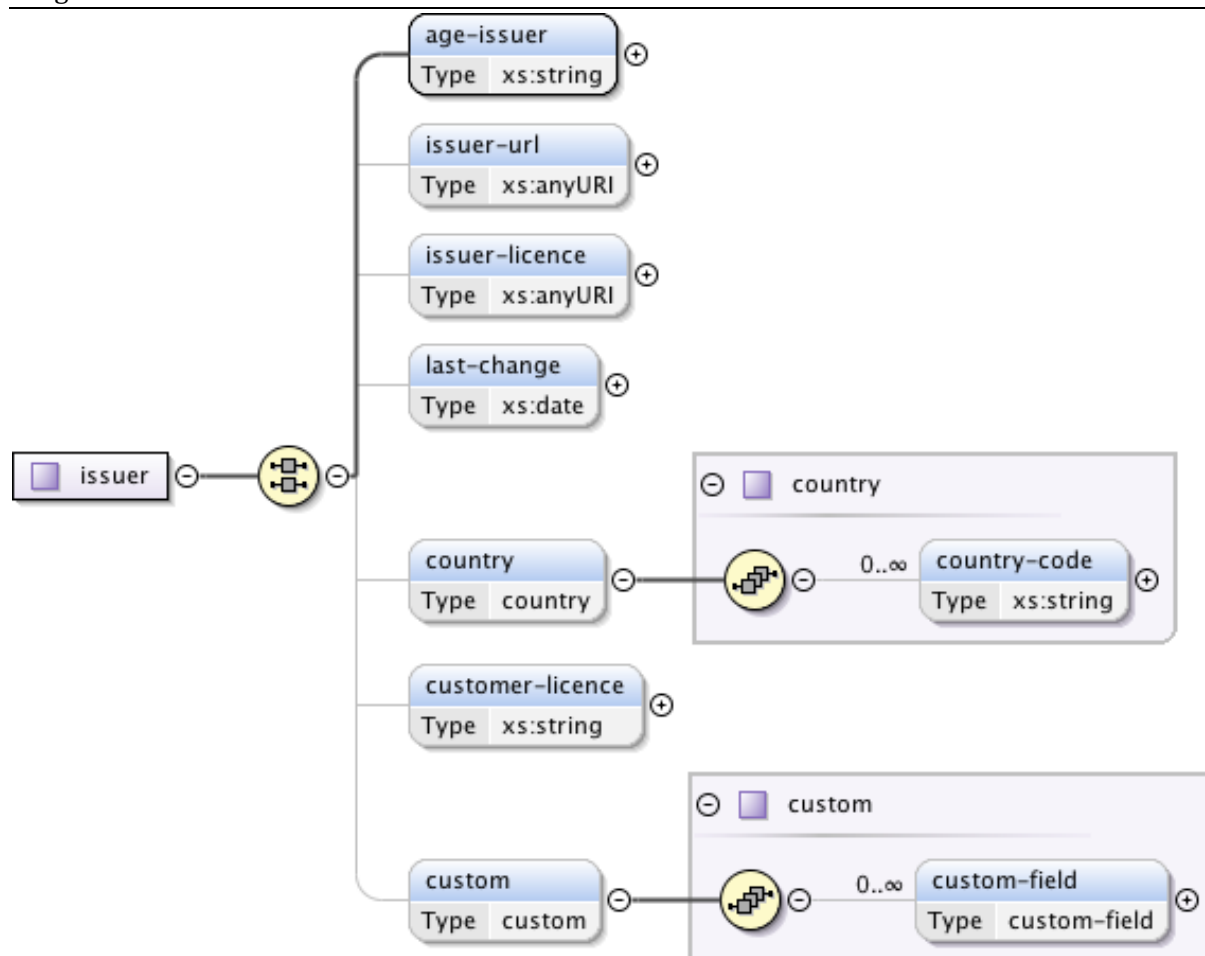 age-issuer
Type xs:string
issuer-url
Type xs:anyURI
issuer-licence
Type xs:anyURI
last-change
Type xs:date
issuer
country
country
Type country
0..∞
country-code
Type xs:string
customer-licence
Type xs:string
custom
custom
Type custom
0..∞
custom-field
Type custom-field